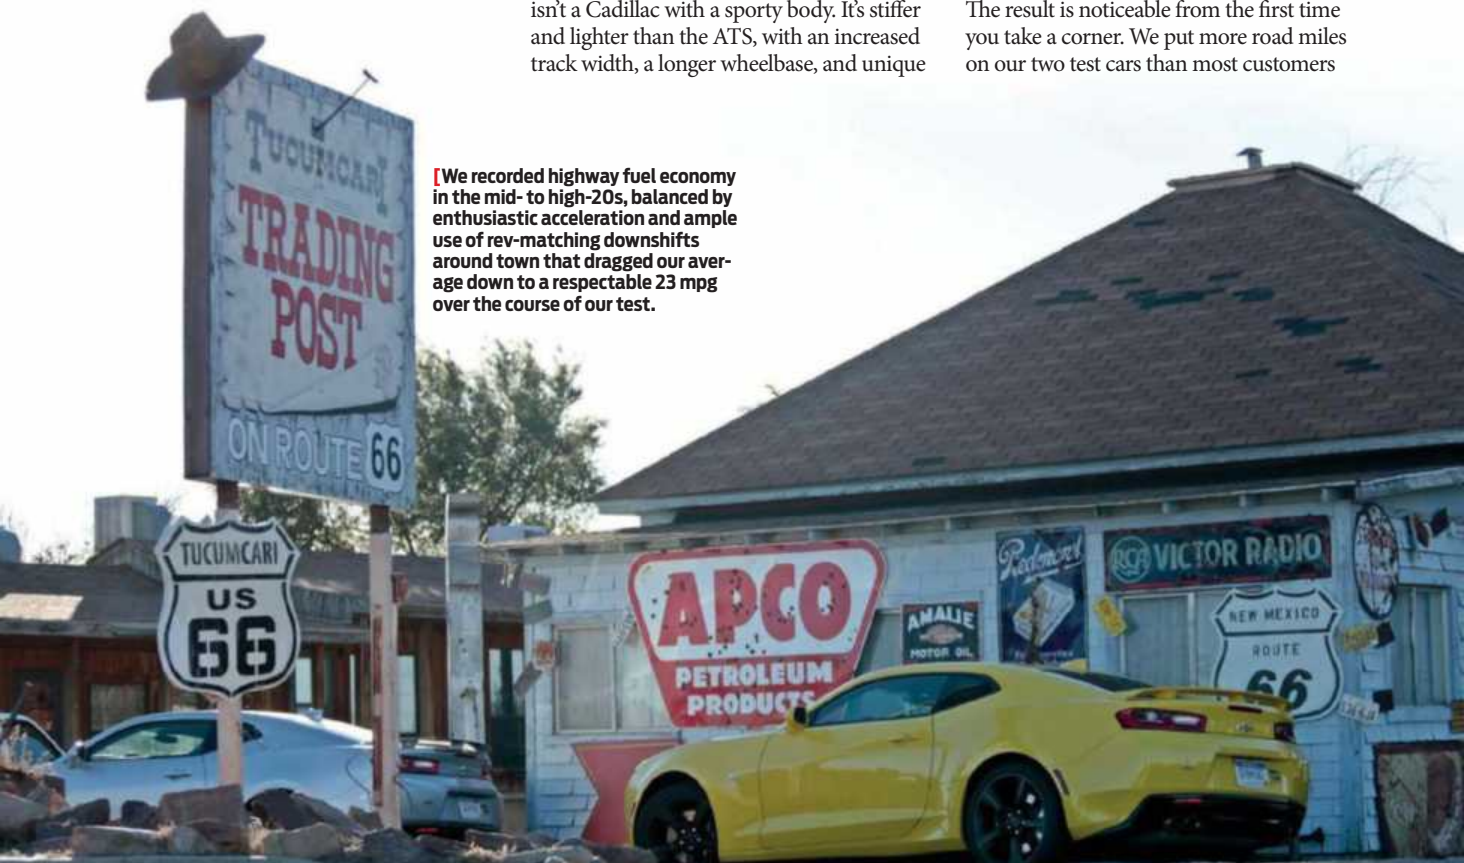 isn't a Cadillac with a sporty body. It's stiffer
and lighter than the ATS, with an increased
track width, a longer wheelbase, and unique
The result is noticeable from the first time
you take a corner. We put more road miles
on our two test cars than most customers
[We recorded highway fuel economy
in the mid- to high-20s, balanced by
enthusiastic acceleration and ample
use of rev-matching downshifts
around town that dragged our aver-
age down to a respectable 23 mpg
over the course of our test.
TUCUMCARI
TRADING
POST
ON ROUTE 66
TUCUMCARI
US
66
APCO
PETROLEUM
PRODUCTS
AMALIE
MOTOR OIL
Piedmont
RCA VICTOR RADIO
NEW MEXICO
ROUTE
66